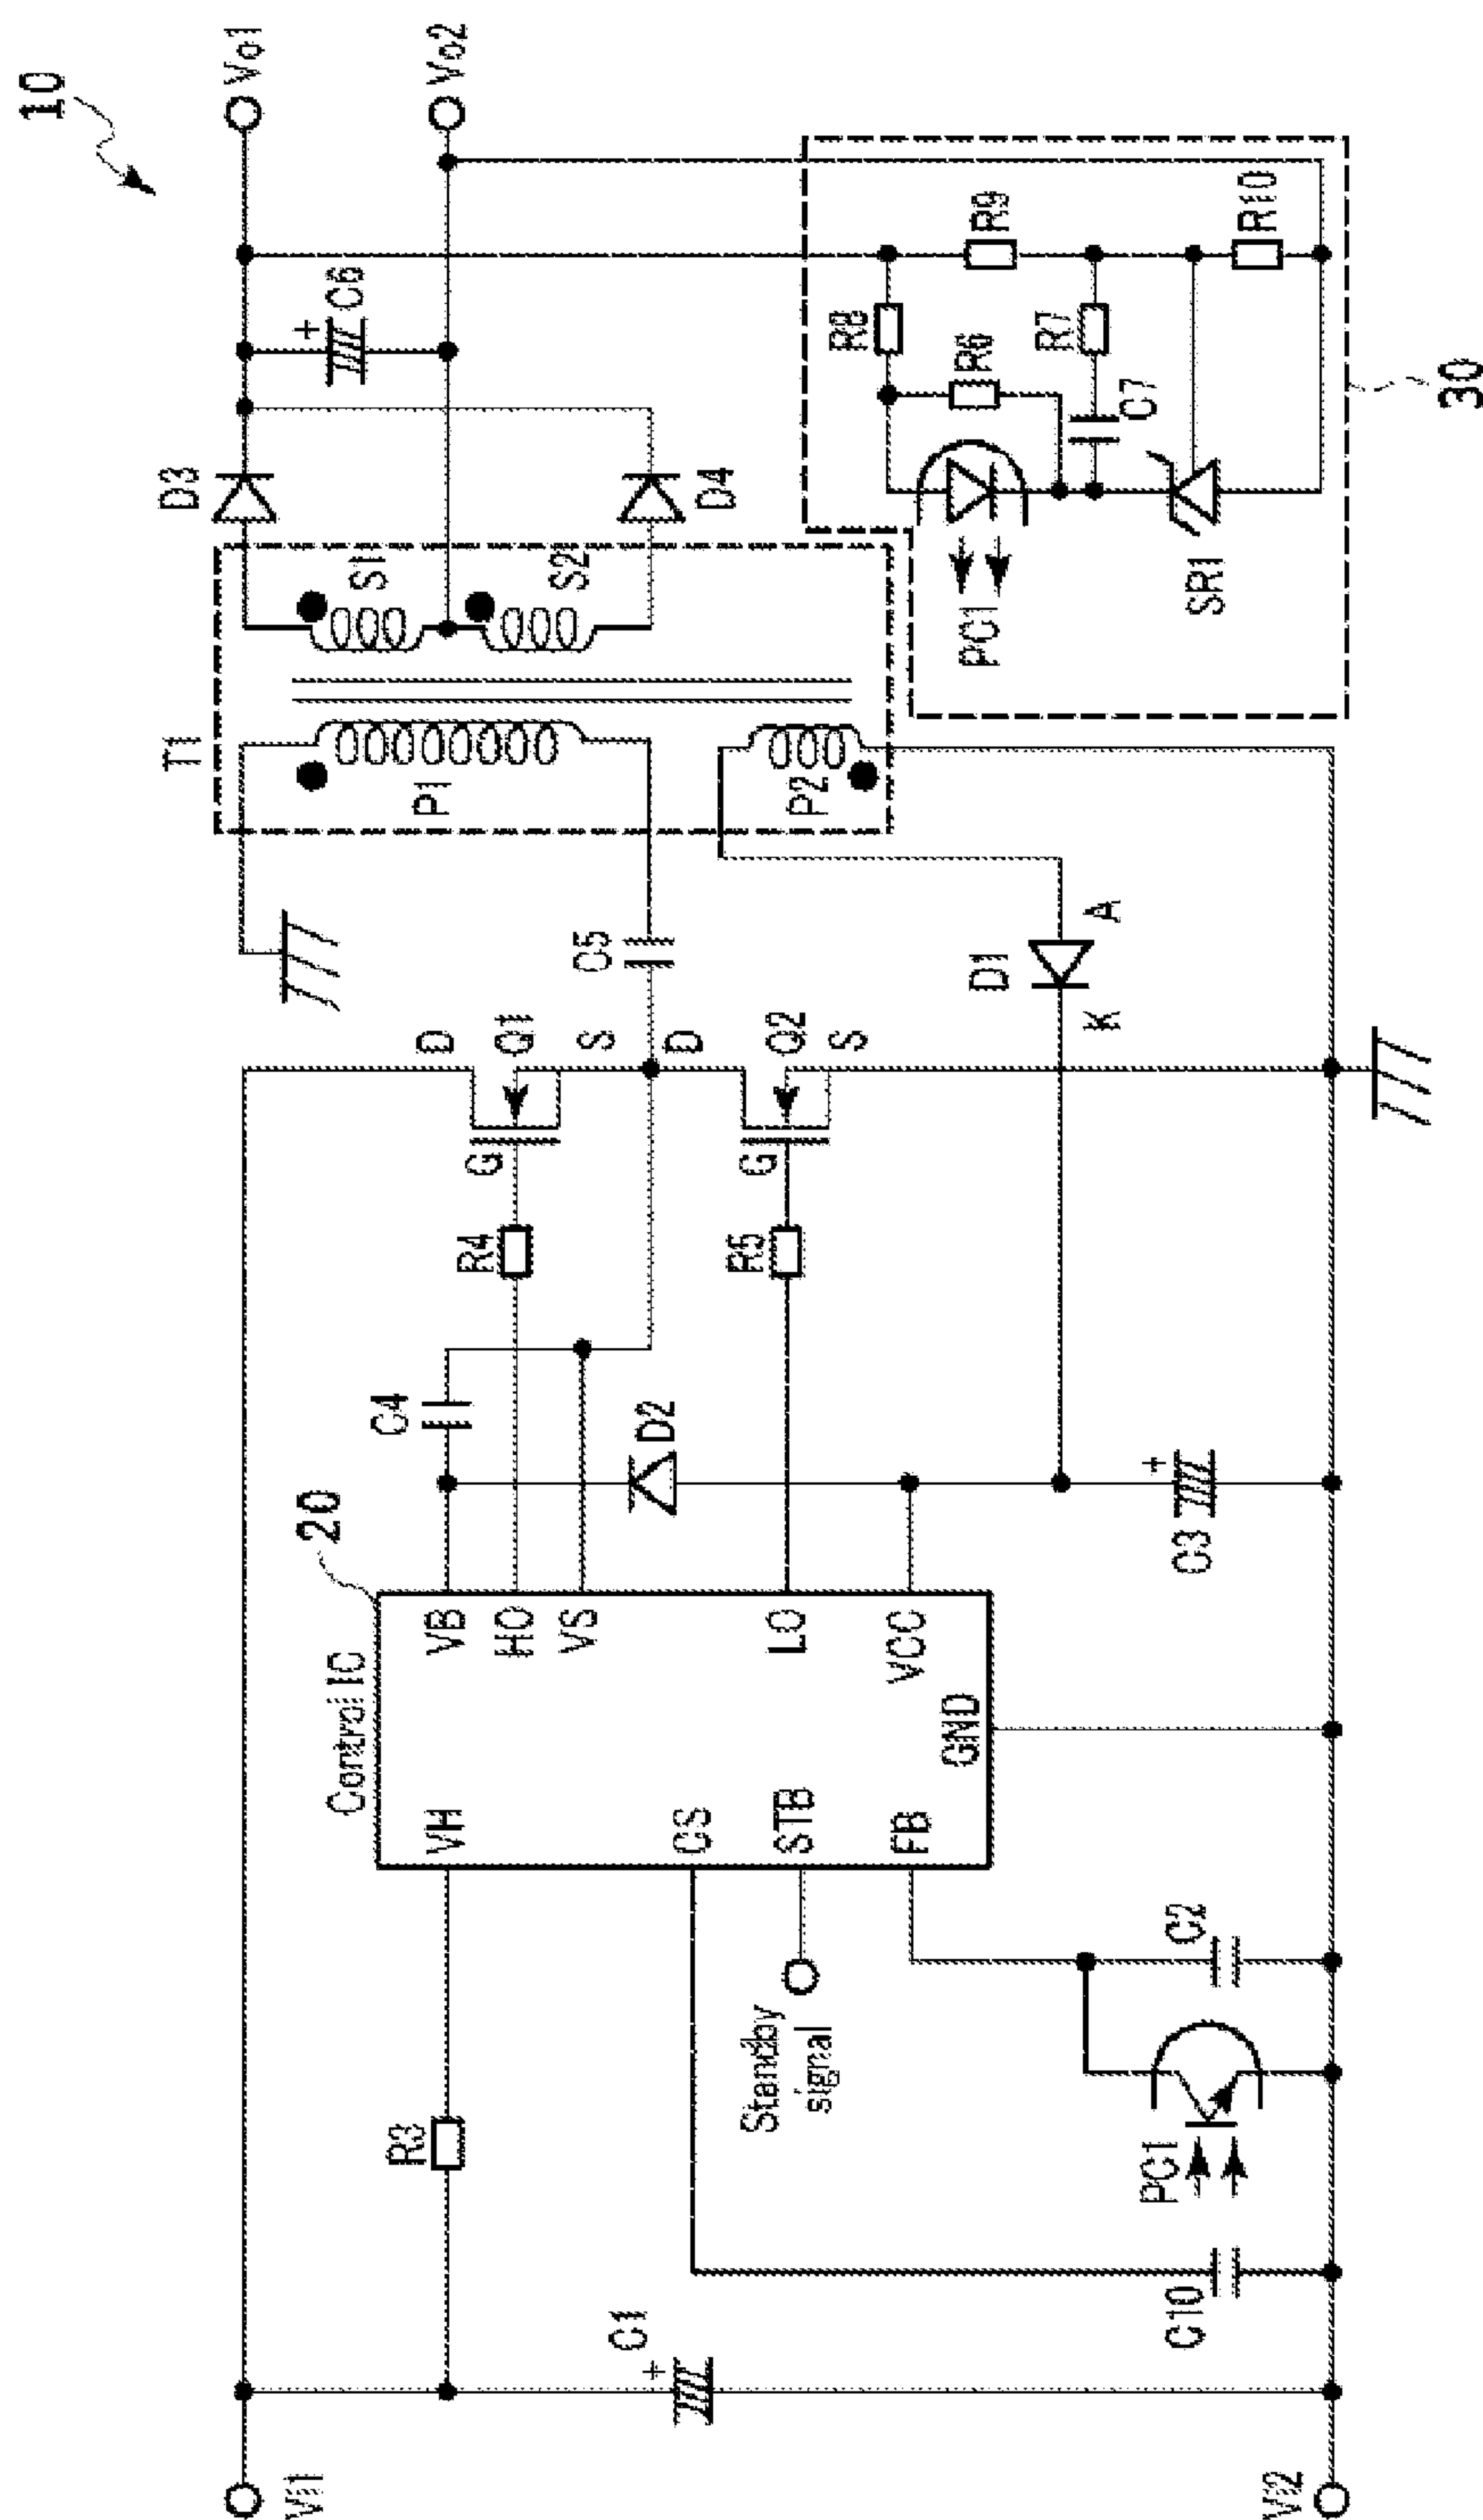 10
Vi1
Vi2
C1
R3
C10
PC1
C2
Standby
signal
Control IC
20
VH
CS
STB
FB
GND
VB
HO
VS
LO
VCC
C4
D2
C3
R4
R5
G
D
Q1
S
G
D
Q2
S
C5
D1
K
A
T1
P1
P2
S1
S2
D3
D4
C6
Vo1
Vo2
R8
R6
R9
R7
C7
R10
PC1
SR1
30